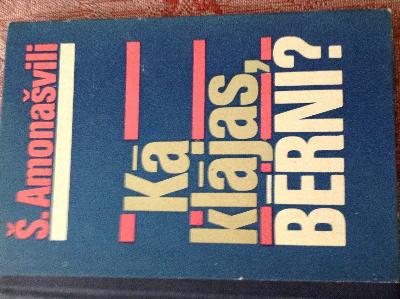 Š. Amonašvili
Kā
klājas,
BĒRNI?